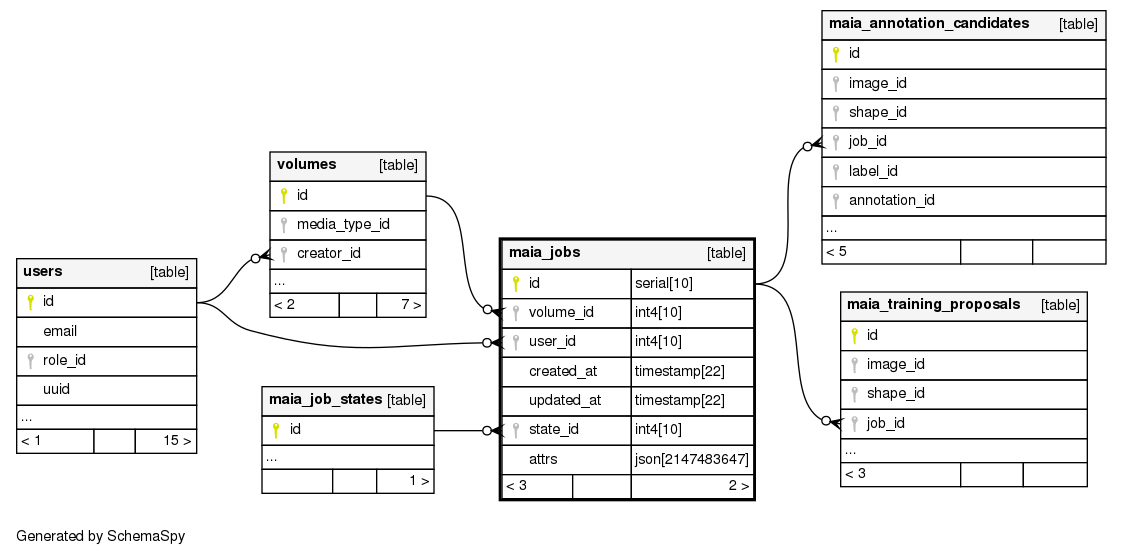 maia_annotation_candidates [table]
id
image_id
shape_id
job_id
label_id
annotation_id
...
< 5
volumes [table]
id
media_type_id
creator_id
...
< 2 7 >
users [table]
id
email
role_id
uuid
...
< 1 15 >
maia_jobs [table]
id serial[10]
volume_id int4[10]
user_id int4[10]
created_at timestamp[22]
updated_at timestamp[22]
state_id int4[10]
attrs json[2147483647]
< 3 2 >
maia_job_states [table]
id
...
1 >
maia_training_proposals [table]
id
image_id
shape_id
job_id
...
< 3
Generated by SchemaSpy